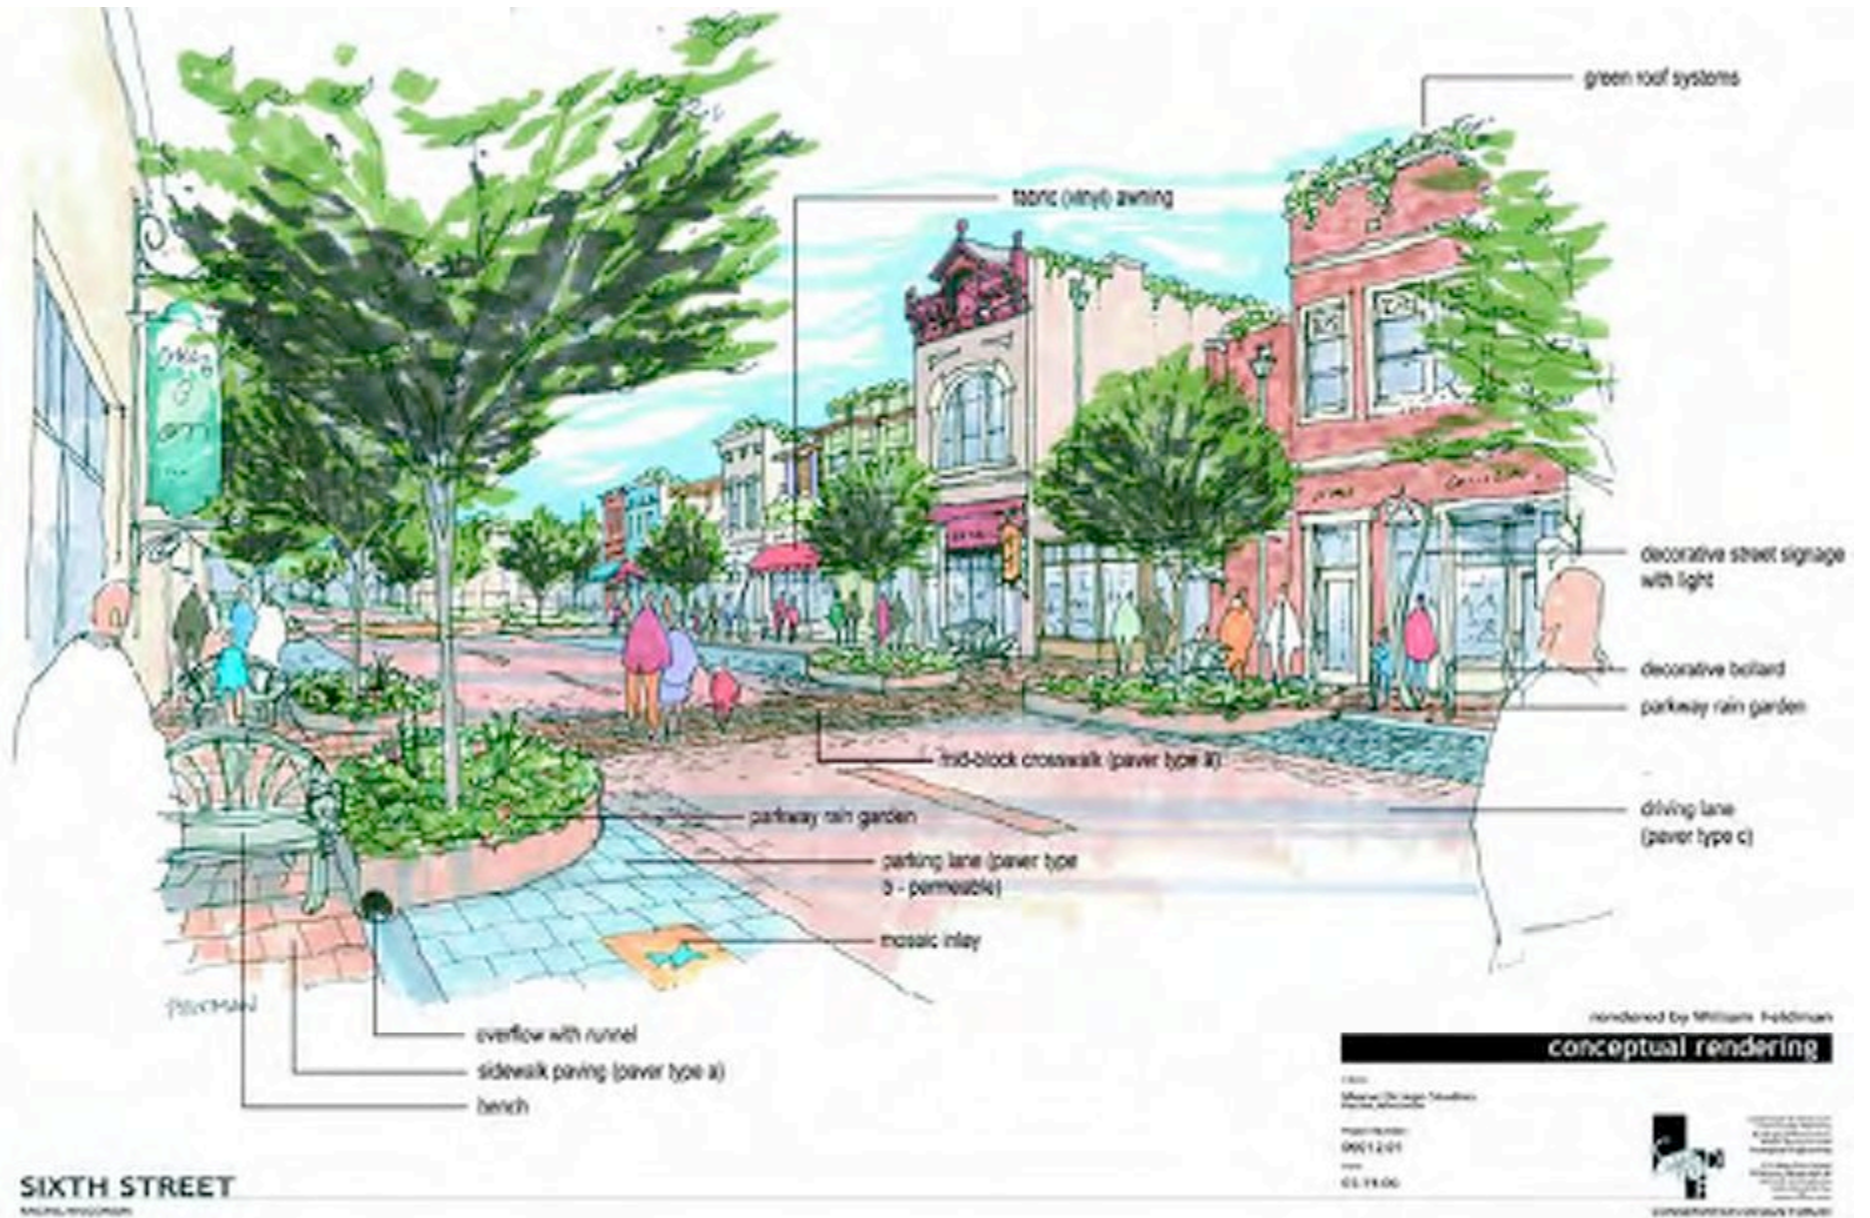 green roof systems
fabric (vinyl) awning
decorative street signage
with light
decorative bollard
parkway rain garden
mid-block crosswalk (paver type a)
driving lane
(paver type c)
parkway rain garden
parking lane (paver type
b - permeable)
mosaic inlay
overflow with runnel
sidewalk paving (paver type a)
bench
rendered by William Feldman
conceptual rendering
SIXTH STREET